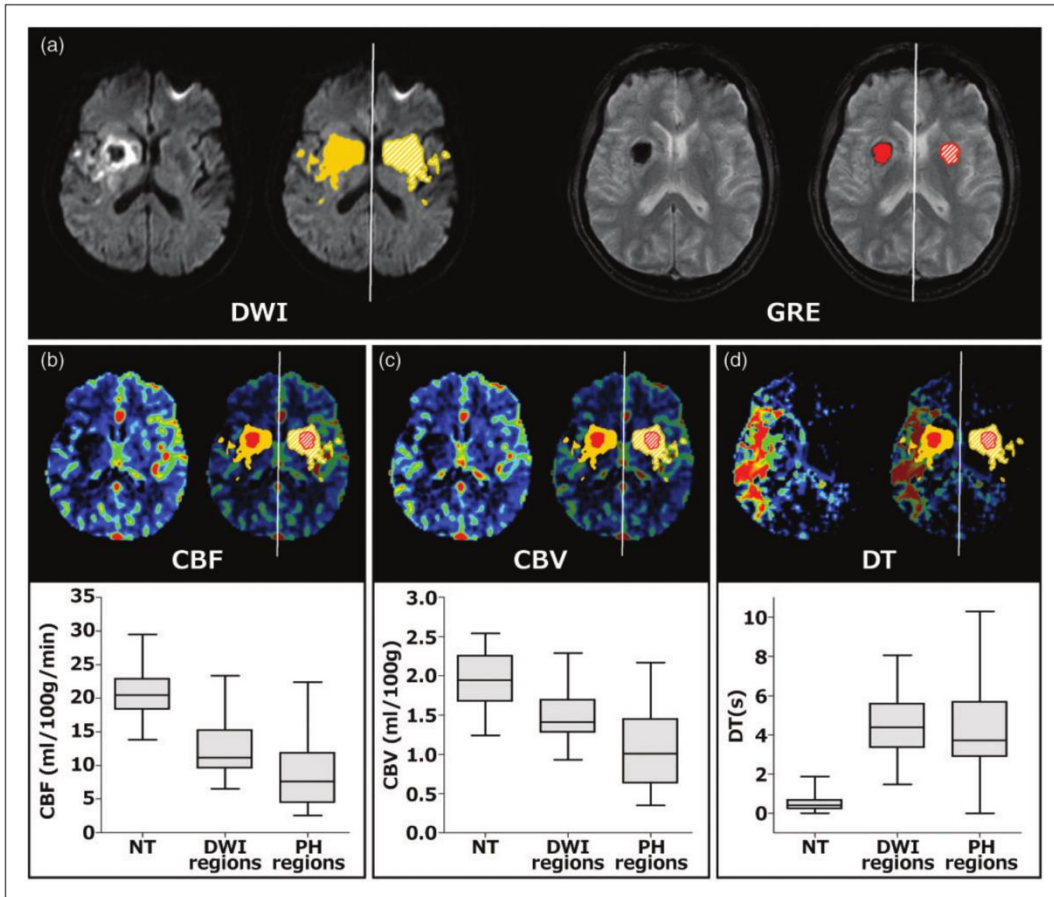 (a)
DWI
GRE
(b)
CBF
(c)
CBV
(d)
DT
CBF (ml/100g/min)
35
30
25
20
15
10
5
0
NT
DWI regions
PH regions
CBV (ml/100g)
3.0
2.5
2.0
1.5
1.0
0.5
0.0
NT
DWI regions
PH regions
DT(s)
10
8
6
4
2
0
NT
DWI regions
PH regions